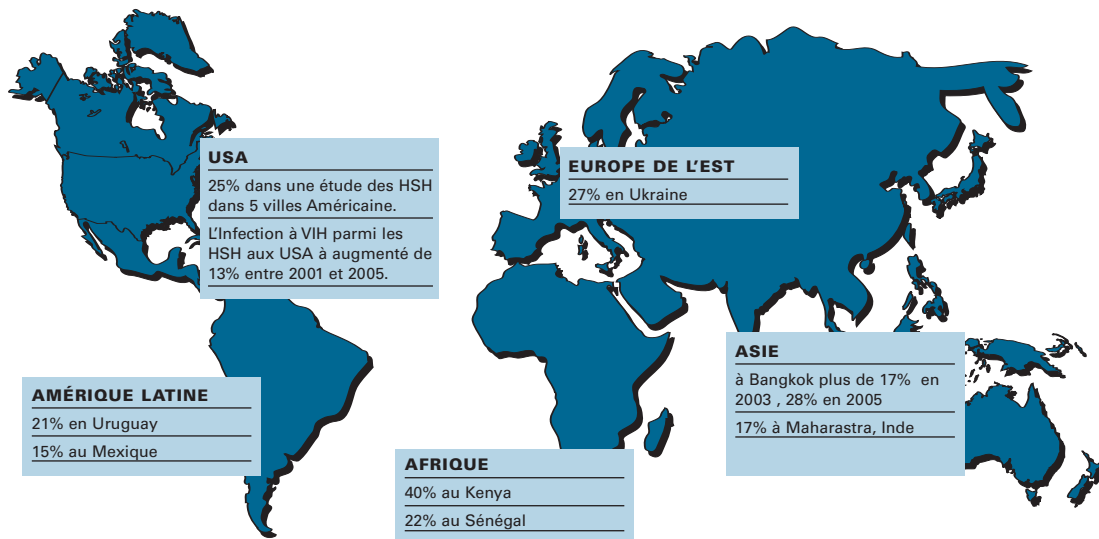 USA
25% dans une étude des HSH
dans 5 villes Américaine.
L'Infection à VIH parmi les
HSH aux USA à augmenté de
13% entre 2001 et 2005.
EUROPE DE L'EST
27% en Ukraine
ASIE
à Bangkok plus de 17% en
2003 , 28% en 2005
17% à Maharastra, Inde
AMÉRIQUE LATINE
21% en Uruguay
15% au Mexique
AFRIQUE
40% au Kenya
22% au Sénégal